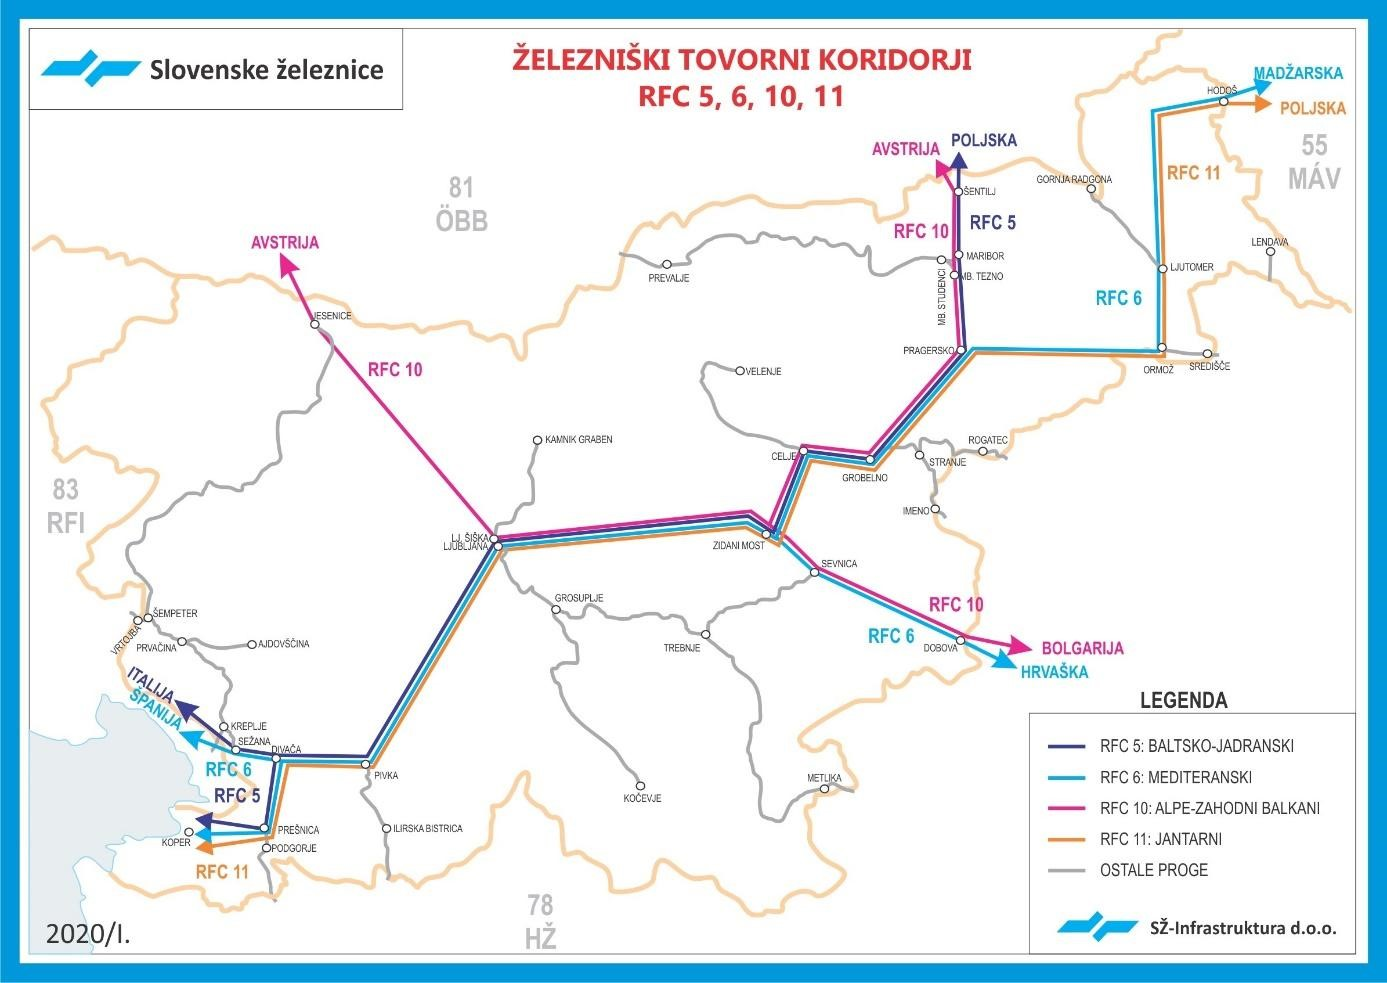 Slovenske železnice
ŽELEZNIŠKI TOVORNI KORIDORJI
RFC 5, 6, 10, 11
MADŽARSKA
HODOŠ
POLJSKA
55
MÁV
RFC 11
AVSTRIJA
POLJSKA
ŠENTILJ
GORNJA RADGONA
81
ÖBB
RFC 10
RFC 5
AVSTRIJA
MARIBOR
LENDAVA
LJUTOMER
PREVALJE
MB. STUDENCI
MB. TEZNO
RFC 6
JESENICE
RFC 10
PRAGERSKO
ORMOŽ
SREDIŠČE
VELENJE
KAMNIK GRABEN
CELJE
GROBELNO
STRANJE
ROGATEC
IMENO
83
RFI
LJ. ŠIŠKA
LJUBLJANA
ZIDANI MOST
SEVNICA
GROSUPLJE
RFC 10
RFC 6
TREBNJE
DOBOVA
BOLGARIJA
HRVAŠKA
ŠEMPETER
VRTOJBA
PRVAČINA
AJDOVŠČINA
ITALIJA
ŠPANIJA
KREPLJE
SEŽANA
DIVAČA
RFC 6
RFC 5
PIVKA
METLIKA
KOČEVJE
KOPER
PREŠNICA
PODGORJE
ILIRSKA BISTRICA
RFC 11
78
HŽ
2020/I.
LEGENDA
RFC 5: BALTSKO-JADRANSKI
RFC 6: MEDITERANSKI
RFC 10: ALPE-ZAHODNI BALKANI
RFC 11: JANTARNI
OSTALE PROGE
SŽ-Infrastruktura d.o.o.